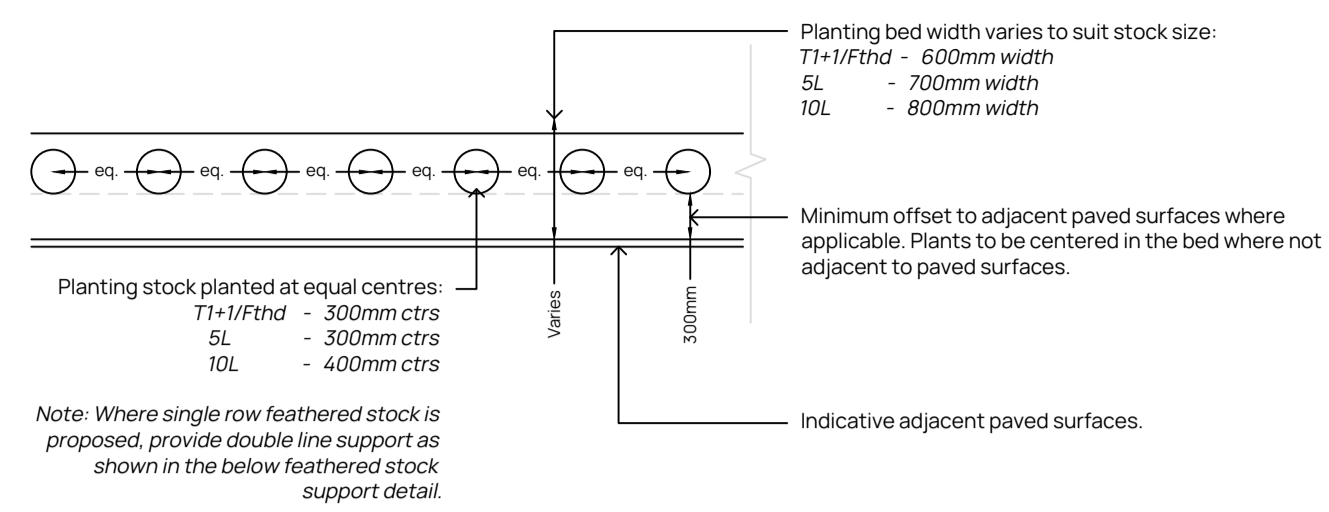 Planting bed width varies to suit stock size:
T1+1/Fthd - 600mm width
5L - 700mm width
10L - 800mm width
eq. eq. eq. eq. eq. eq.
Minimum offset to adjacent paved surfaces where
applicable. Plants to be centered in the bed where not
adjacent to paved surfaces.
Planting stock planted at equal centres:
T1+1/Fthd - 300mm ctrs
5L - 300mm ctrs
10L - 400mm ctrs
Varies
300mm
Note: Where single row feathered stock is
proposed, provide double line support as
shown in the below feathered stock
support detail.
Indicative adjacent paved surfaces.